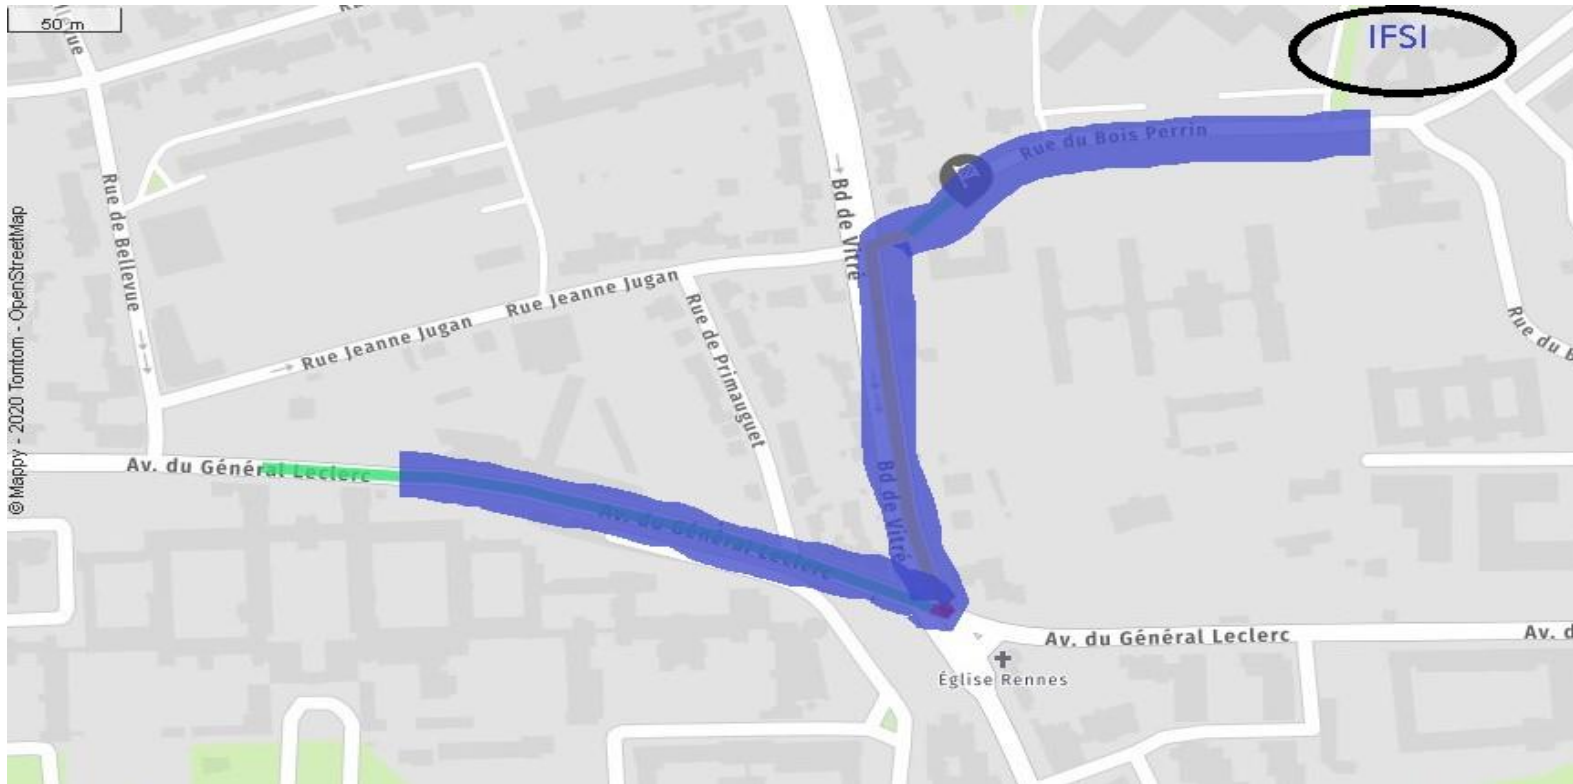 50 m
IFSI
Rue du Bois Perrin
Bd de Vitré
Rue de Bellevue
Rue Jeanne Jugan
Rue Jeanne Jugan
Rue de Primauguet
Rue du B
Av. du Général Leclerc
Bd de Vitré
Av. du Général Leclerc
Av. du Général Leclerc
Av. d
Église Rennes
© Mappy - 2020 Tomtom - OpenStreetMap